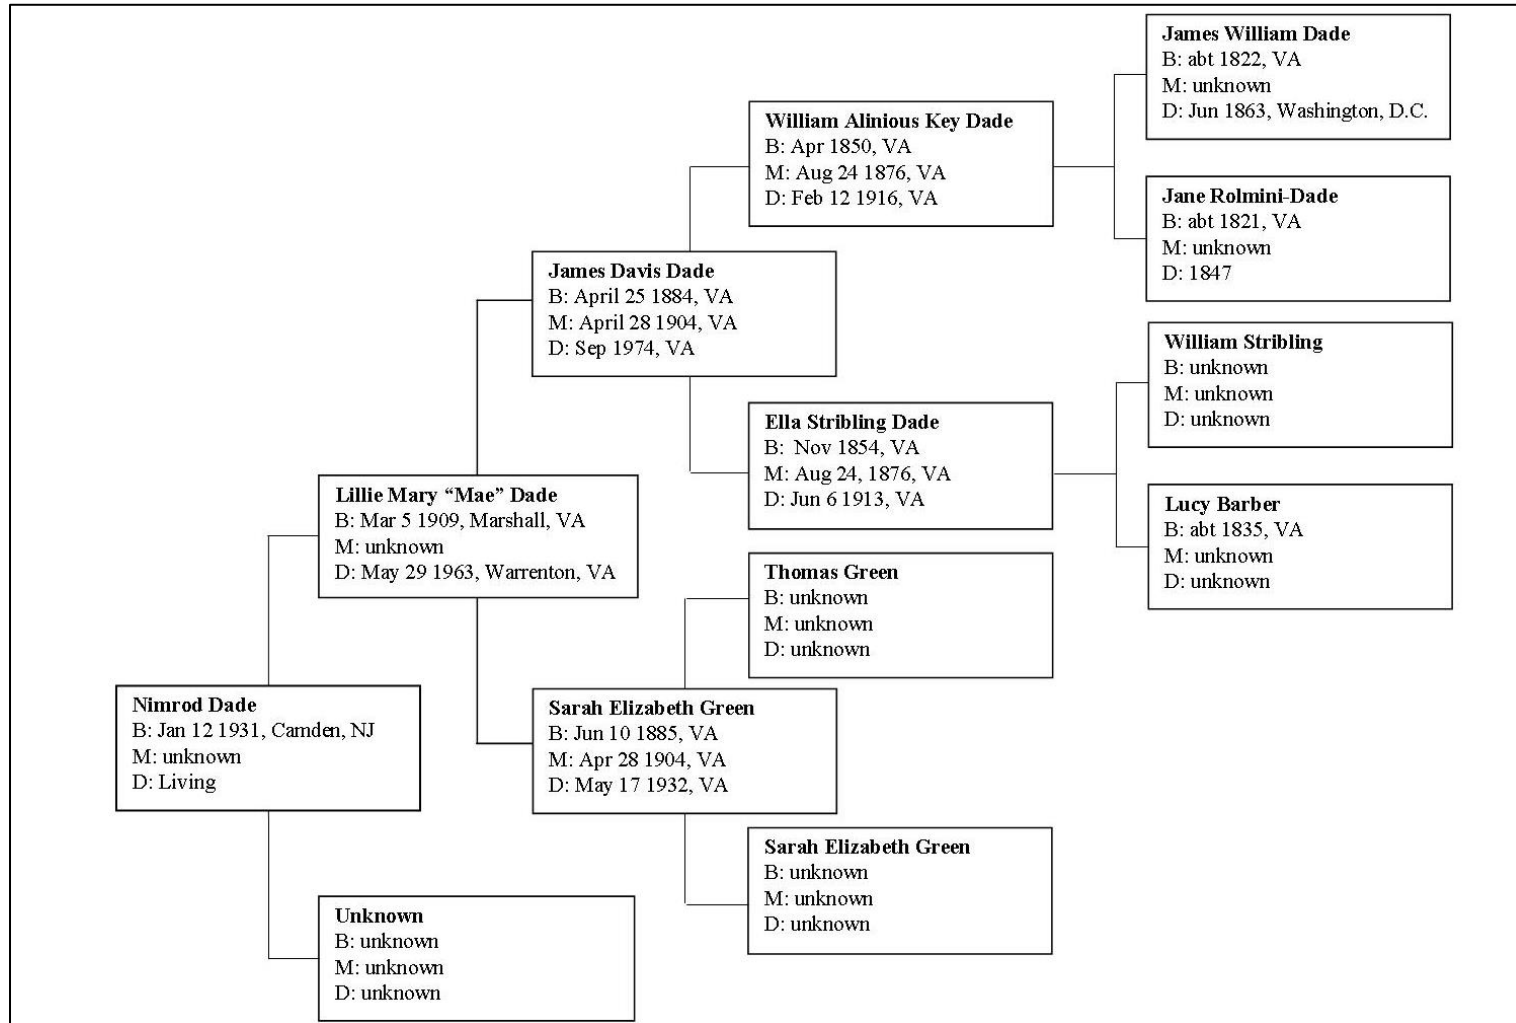 James William Dade
B: abt 1822, VA
M: unknown
D: Jun 1863, Washington, D.C.
William Alinious Key Dade
B: Apr 1850, VA
M: Aug 24 1876, VA
D: Feb 12 1916, VA
Jane Rolmini-Dade
B: abt 1821, VA
M: unknown
D: 1847
James Davis Dade
B: April 25 1884, VA
M: April 28 1904, VA
D: Sep 1974, VA
William Stribling
B: unknown
M: unknown
D: unknown
Ella Stribling Dade
B: Nov 1854, VA
M: Aug 24, 1876, VA
D: Jun 6 1913, VA
Lillie Mary “Mae” Dade
B: Mar 5 1909, Marshall, VA
M: unknown
D: May 29 1963, Warrenton, VA
Lucy Barber
B: abt 1835, VA
M: unknown
D: unknown
Thomas Green
B: unknown
M: unknown
D: unknown
Nimrod Dade
B: Jan 12 1931, Camden, NJ
M: unknown
D: Living
Sarah Elizabeth Green
B: Jun 10 1885, VA
M: Apr 28 1904, VA
D: May 17 1932, VA
Sarah Elizabeth Green
B: unknown
M: unknown
D: unknown
Unknown
B: unknown
M: unknown
D: unknown